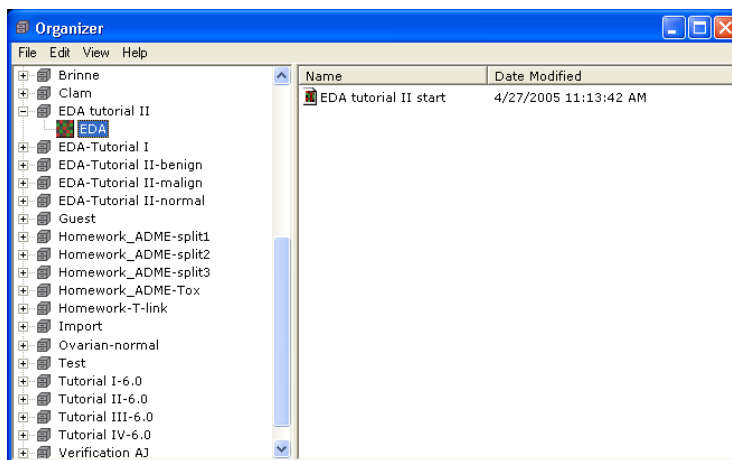 Organizer
File Edit View Help
Brinne
Clam
EDA tutorial II
EDA
EDA-Tutorial I
EDA-Tutorial II-benign
EDA-Tutorial II-malign
EDA-Tutorial II-normal
Guest
Homework_ADME-split1
Homework_ADME-split2
Homework_ADME-split3
Homework_ADME-Tox
Homework-T-link
Import
Ovarian-normal
Test
Tutorial I-6.0
Tutorial II-6.0
Tutorial III-6.0
Tutorial IV-6.0
Verification AJ
Name Date Modified
EDA tutorial II start 4/27/2005 11:13:42 AM